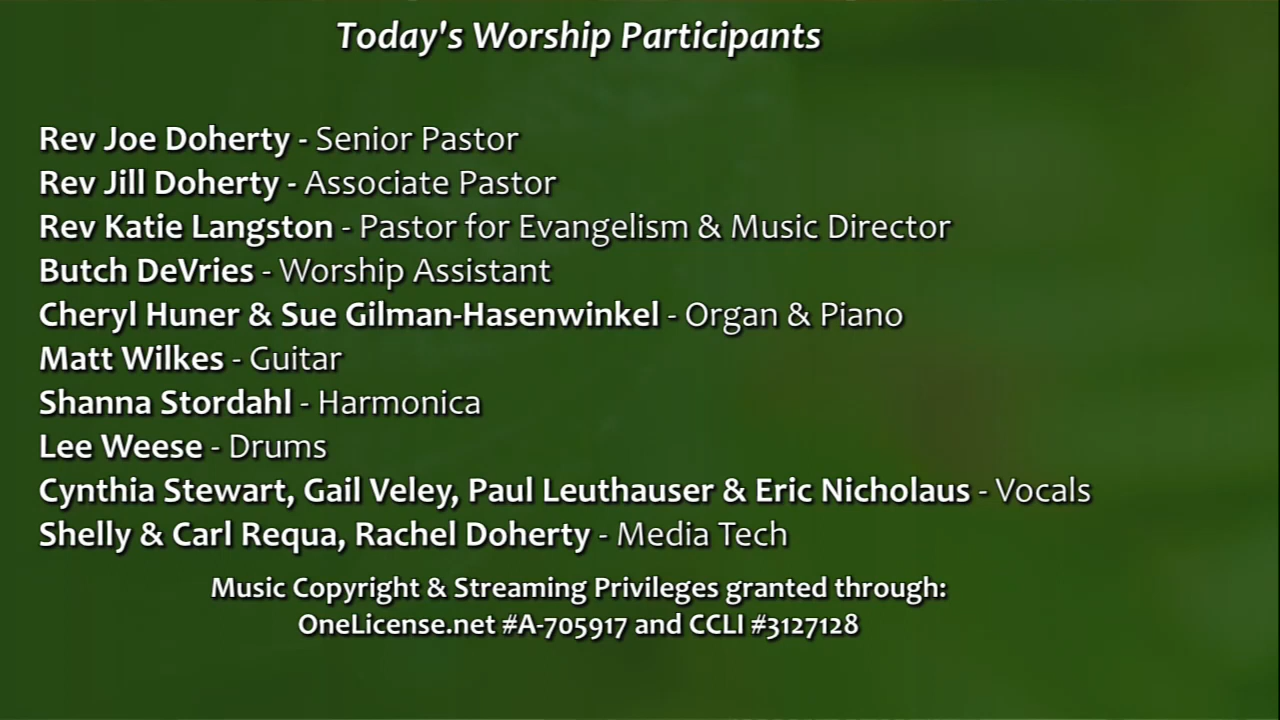 Today's Worship Participants
Rev Joe Doherty - Senior Pastor
Rev Jill Doherty - Associate Pastor
Rev Katie Langston - Pastor for Evangelism & Music Director
Butch DeVries - Worship Assistant
Cheryl Huner & Sue Gilman-Hasenwinkel - Organ & Piano
Matt Wilkes - Guitar
Shanna Stordahl - Harmonica
Lee Weese - Drums
Cynthia Stewart, Gail Veley, Paul Leuthauser & Eric Nicholaus - Vocals
Shelly & Carl Requa, Rachel Doherty - Media Tech
Music Copyright & Streaming Privileges granted through:
OneLicense.net #A-705917 and CCLI #3127128